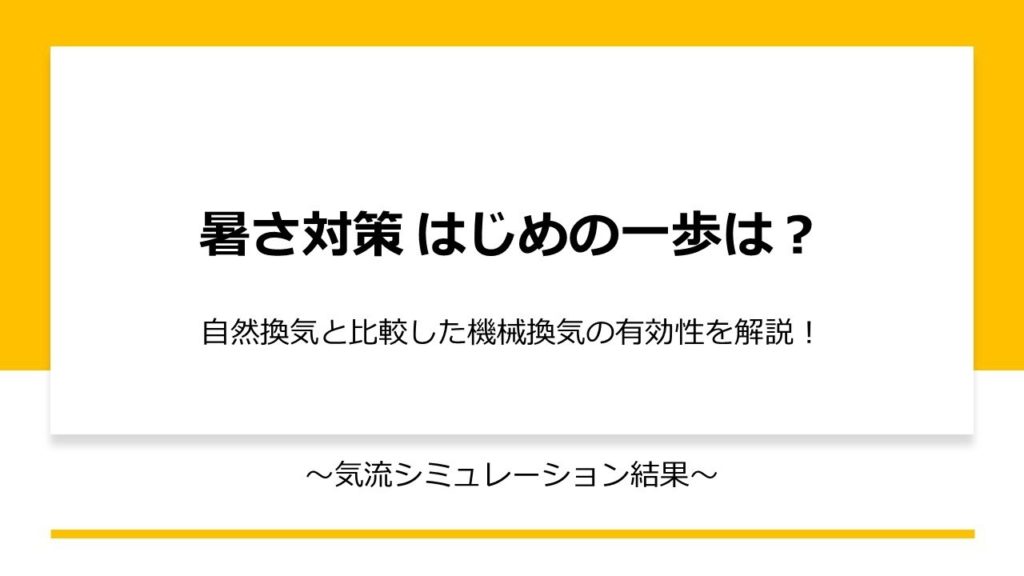 暑さ対策 はじめの一歩は？
自然換気と比較した機械換気の有効性を解説！
～気流シミュレーション結果～